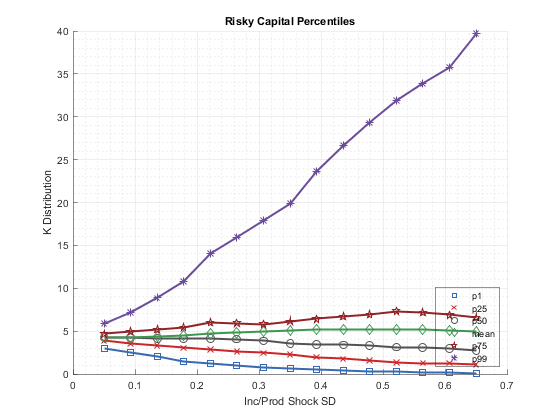 Risky Capital Percentiles
40
35
30
25
20
15
10
5
0
K Distribution
p1
p25
p50
mean
p75
p99
0 0.1 0.2 0.3 0.4 0.5 0.6 0.7
Inc/Prod Shock SD